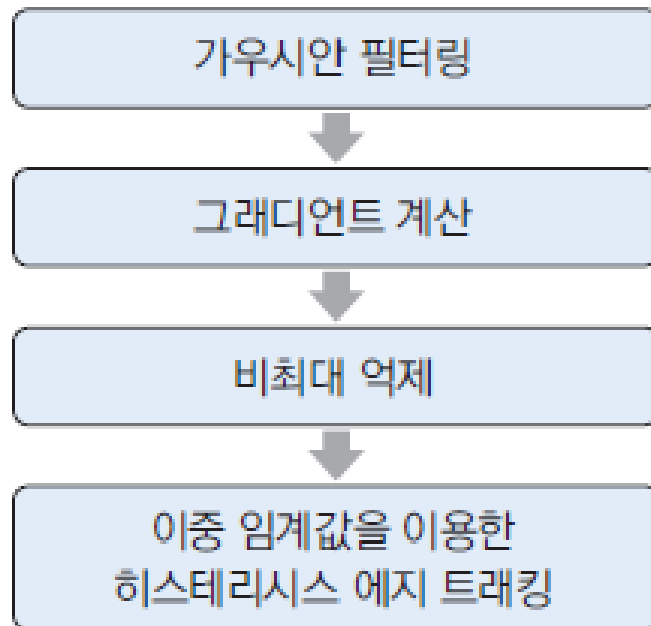 가우시안 필터링
그래디언트 계산
비최대 억제
이중 임계값을 이용한
히스테리시스 에지 트래킹